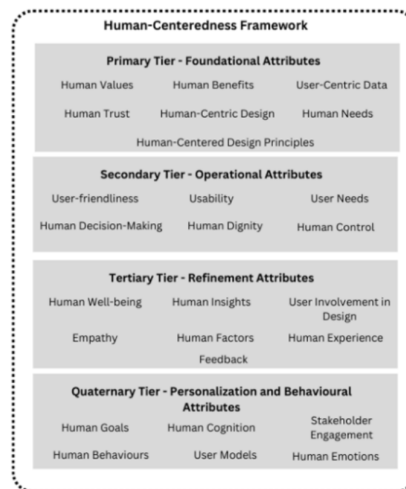 Human-Centeredness Framework
Primary Tier - Foundational Attributes
Human Values Human Benefits User-Centric Data
Human Trust Human-Centric Design Human Needs
Human-Centered Design Principles
Secondary Tier - Operational Attributes
User-friendliness Usability User Needs
Human Decision-Making Human Dignity Human Control
Tertiary Tier - Refinement Attributes
Human Well-being Human Insights User Involvement in
Design
Empathy Human Factors Human Experience
Feedback
Quaternary Tier - Personalization and Behavioural
Attributes
Human Goals Human Cognition Stakeholder
Engagement
Human Behaviours User Models Human Emotions